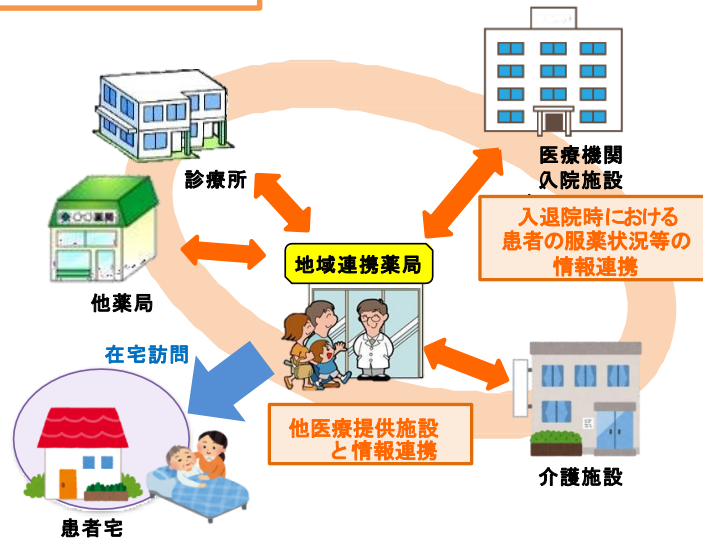 診療所
医療機関
入院施設
入退院時における
患者の服薬状況等の
情報連携
薬局
地域連携薬局
他薬局
在宅訪問
他医療提供施設
と情報連携
介護施設
患者宅